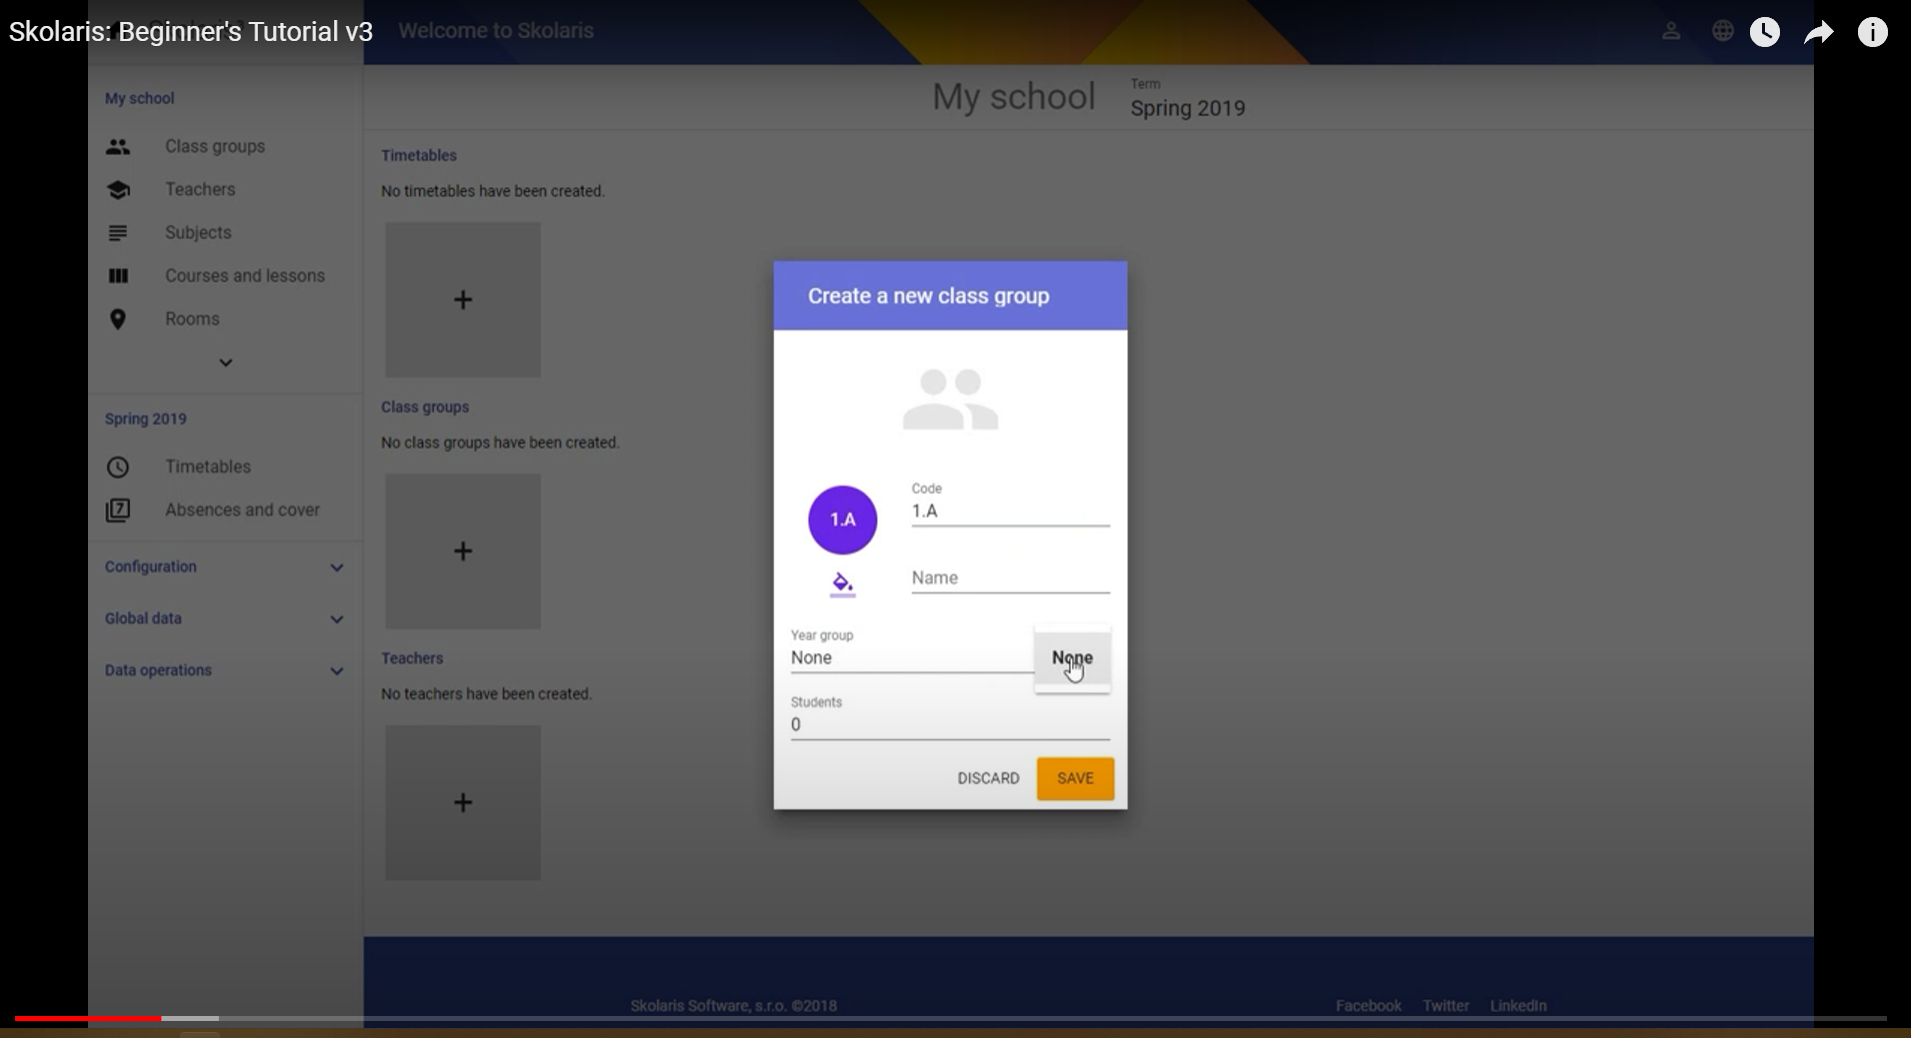 Skolaris: Beginner's Tutorial v3
Welcome to Skolaris
My school
Class groups
Teachers
Subjects
Courses and lessons
Rooms
Spring 2019
Timetables
7
Absences and cover
Configuration
Global data
Data operations
My school
Term
Spring 2019
Timetables
No timetables have been created.
+
Class groups
No class groups have been created.
+
Teachers
No teachers have been created.
+
Create a new class group
1.A
Code
1.A
Name
Year group
None
None
Students
0
DISCARD
SAVE
Skolaris Software, s.r.o. ©2018
Facebook Twitter LinkedIn